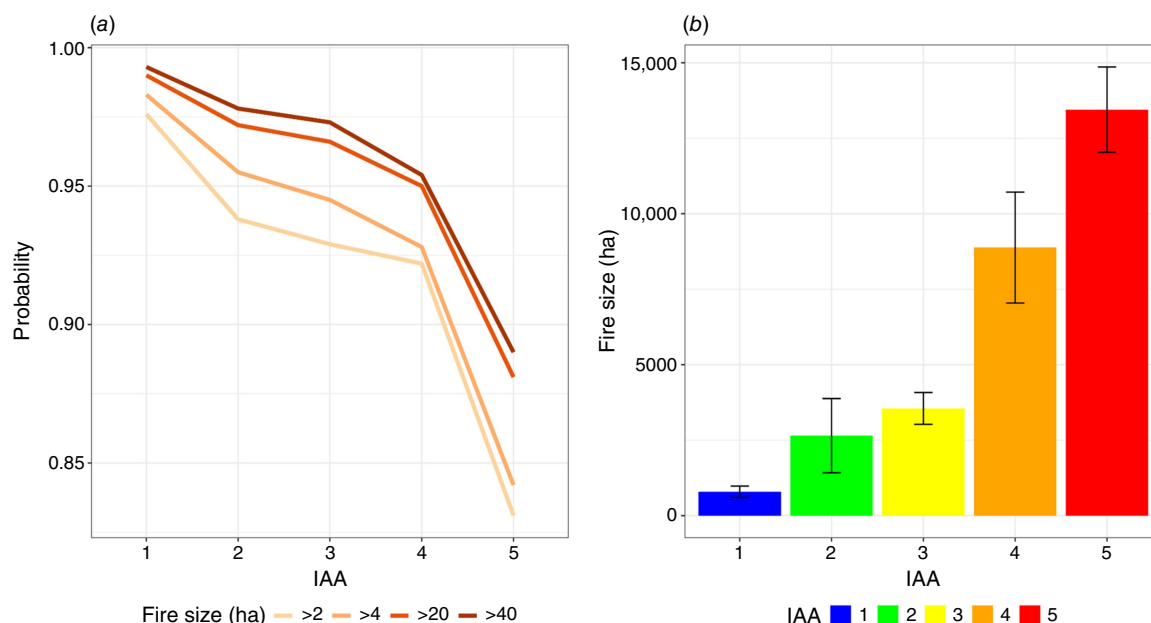 (a)
1.00
0.95
0.90
0.85
Probability
1 2 3 4 5
IAA
Fire size (ha) >2 >4 >20 >40
(b)
15,000
10,000
5000
0
Fire size (ha)
1 2 3 4 5
IAA
IAA 1 2 3 4 5